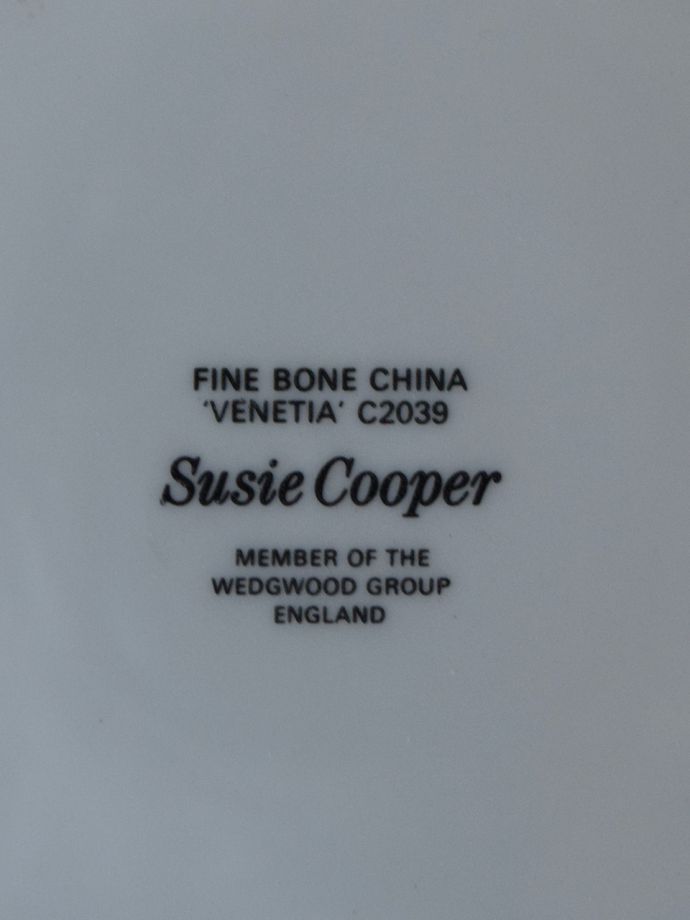 FINE BONE CHINA
'VENETIA' C2039
Susie Cooper
MEMBER OF THE
WEDGWOOD GROUP
ENGLAND